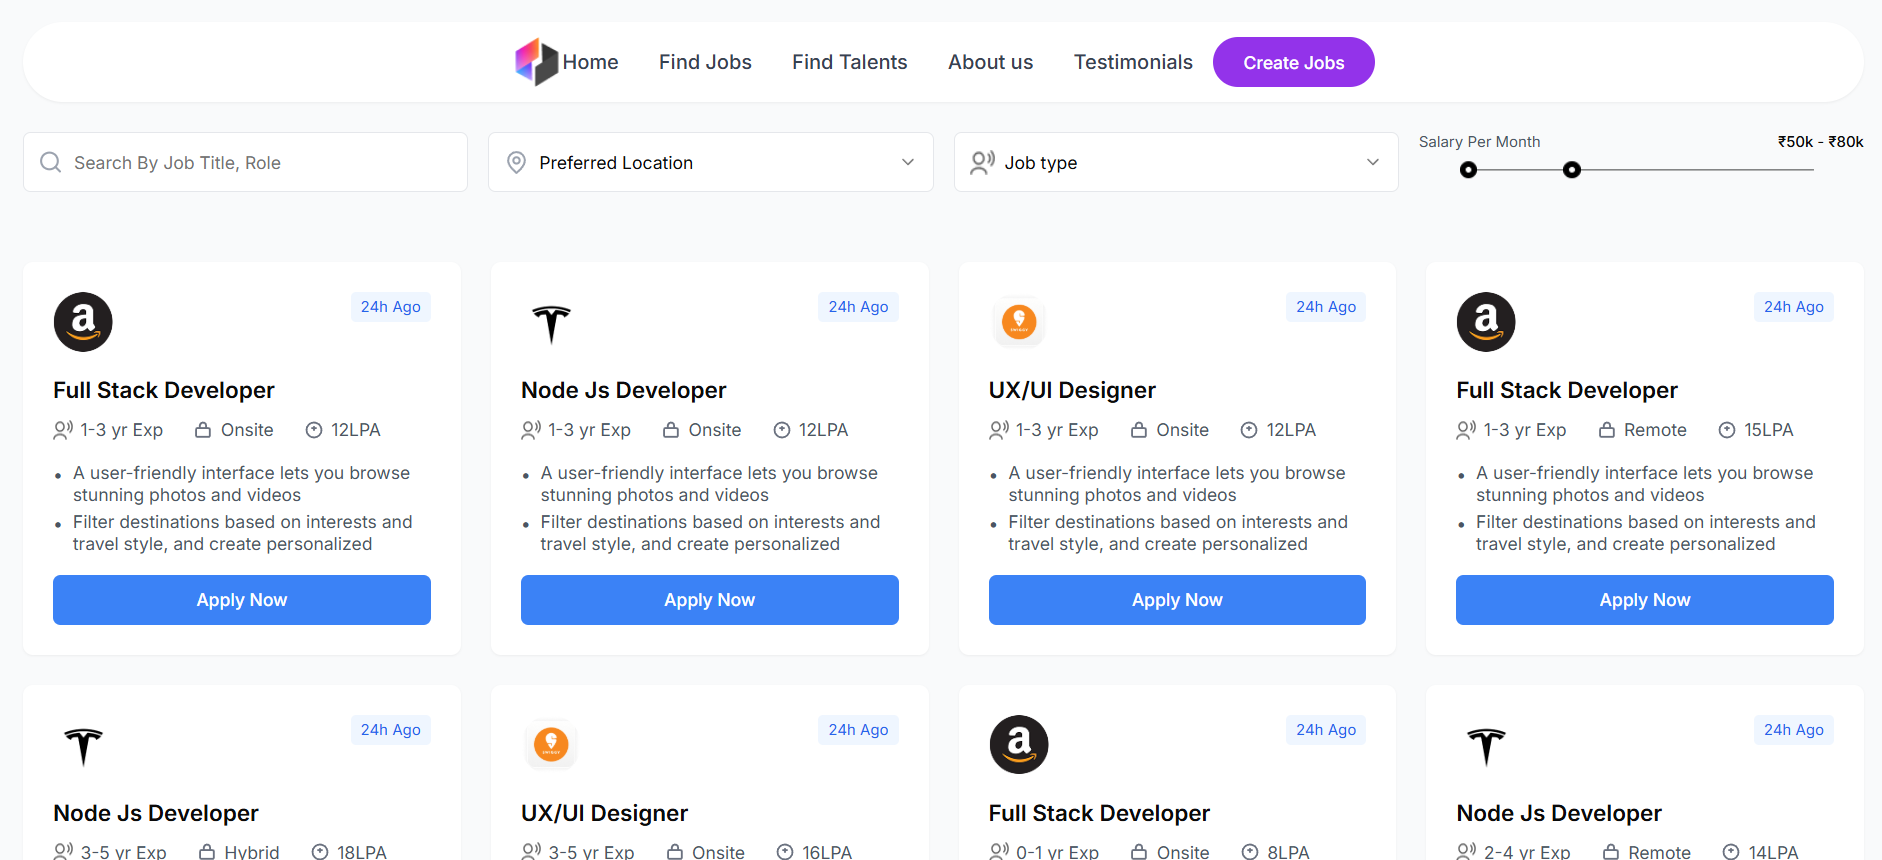 Home Find Jobs Find Talents About us Testimonials Create Jobs
Search By Job Title, Role
Preferred Location
Job type
Salary Per Month ₹50k - ₹80k
a 24h Ago
Full Stack Developer
1-3 yr Exp Onsite 12LPA
• A user-friendly interface lets you browse
stunning photos and videos
• Filter destinations based on interests and
travel style, and create personalized
Apply Now
24h Ago
Node Js Developer
1-3 yr Exp Onsite 12LPA
• A user-friendly interface lets you browse
stunning photos and videos
• Filter destinations based on interests and
travel style, and create personalized
Apply Now
SWIGGY 24h Ago
UX/UI Designer
1-3 yr Exp Onsite 12LPA
• A user-friendly interface lets you browse
stunning photos and videos
• Filter destinations based on interests and
travel style, and create personalized
Apply Now
a 24h Ago
Full Stack Developer
1-3 yr Exp Remote 15LPA
• A user-friendly interface lets you browse
stunning photos and videos
• Filter destinations based on interests and
travel style, and create personalized
Apply Now
24h Ago
Node Js Developer
3-5 yr Exp Hybrid 18LPA
SWIGGY 24h Ago
UX/UI Designer
3-5 yr Exp Onsite 16LPA
a 24h Ago
Full Stack Developer
0-1 yr Exp Onsite 8LPA
24h Ago
Node Js Developer
2-4 yr Exp Remote 14LPA